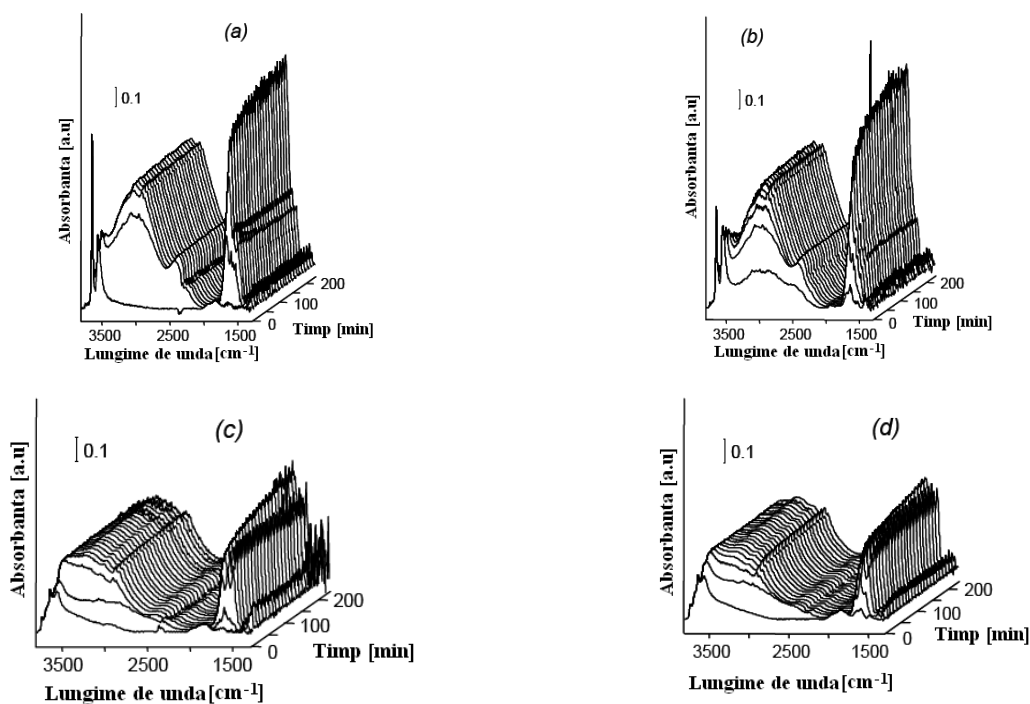 (a)
0.1
Absorbanta [a.u]
200
100
0
Timp [min]
3500 2500 1500
Lungime de unda[cm-1]
(b)
0.1
Absorbanta [a.u]
200
100
0
Timp [min]
3500 2500 1500
Lungime de unda[cm-1]
(c)
0.1
Absorbanta [a.u]
200
100
0
Timp [min]
3500 2500 1500
Lungime de unda[cm-1]
(d)
0.1
Absorbanta [a.u]
200
100
0
Timp [min]
3500 2500 1500
Lungime de unda[cm-1]